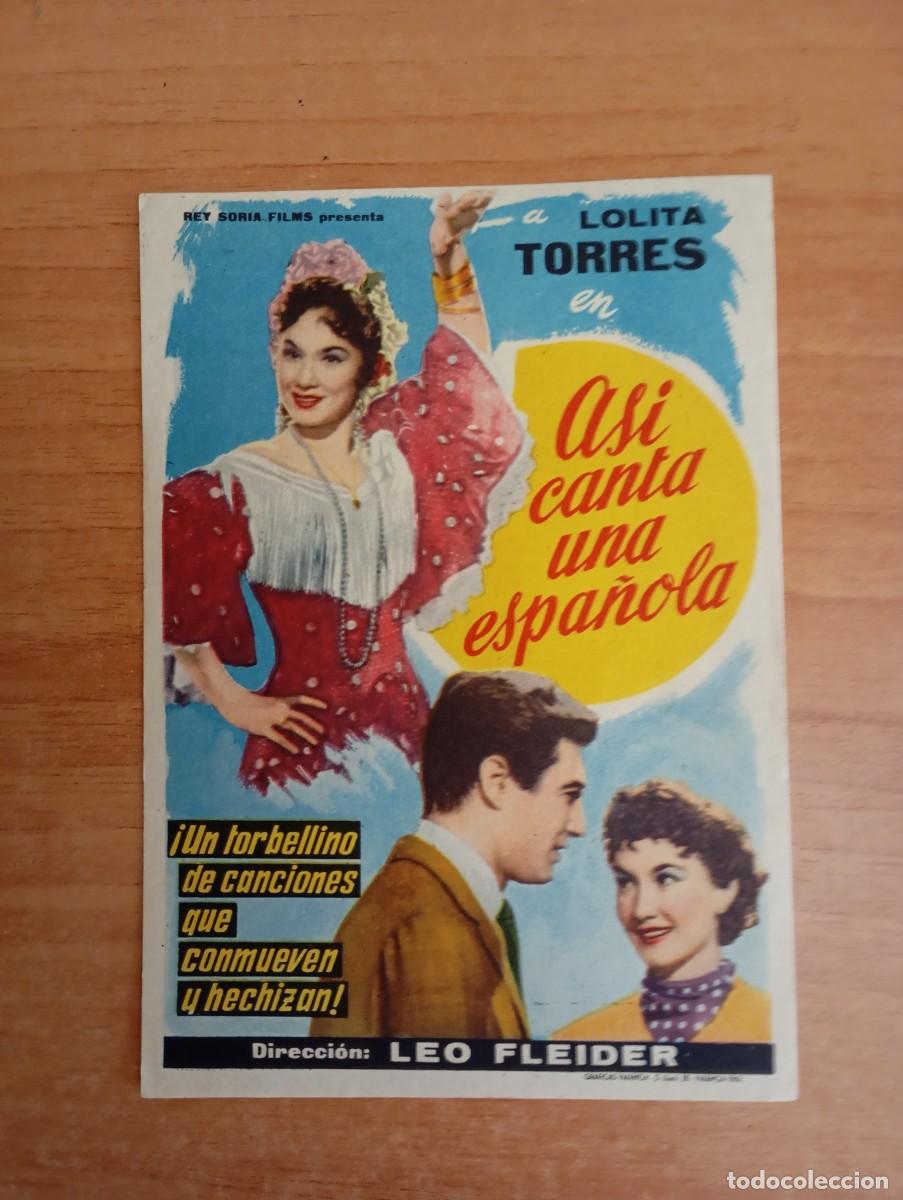 REY SORIA FILMS presenta
a LOLITA
TORRES
en
Asi
canta
una
española
¡Un torbellino
de canciones
que
conmueven
y hechizan!
Dirección: LEO FLEIDER
todocoleccion